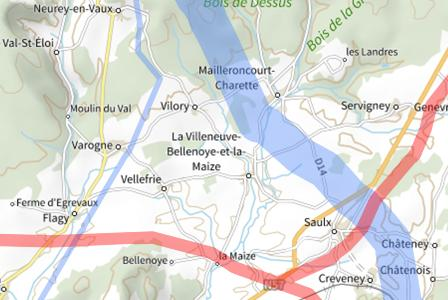 Bois de Dessus
Neurey-en-Vaux
Val-St-Éloi
Bois de la G
les Landres
Mailleroncourt-
Charette
Moulin du Val
Vilory
Servigney
Genevr
La Villeneuve-
Bellenoye-et-la-
Maize
Varogne
D14
Vellefrie
Ferme d'Egrevaux
Flagy
Saulx
Châteney
Bellenoye
la Maize
N57
Creveney
Châtenois